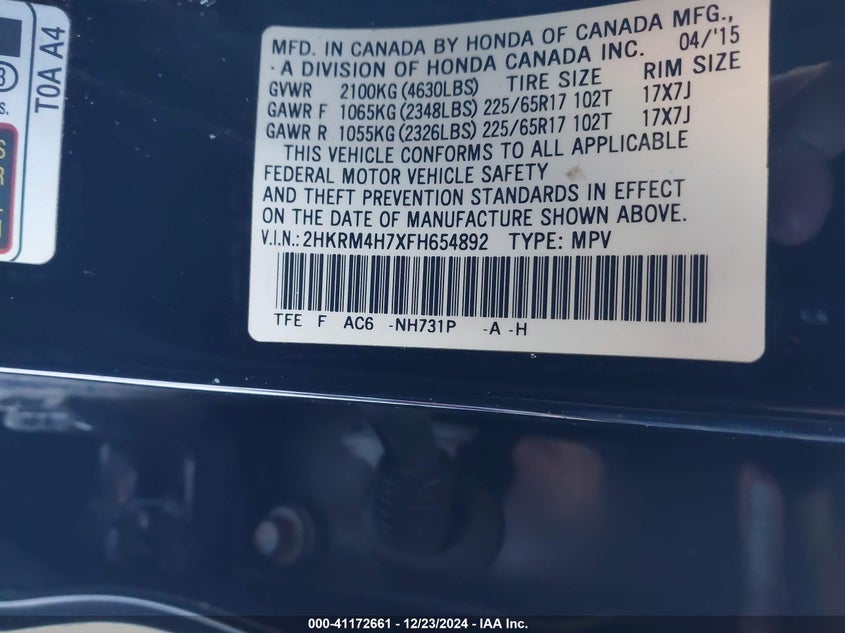 T0A A4
3
s.
S
R
MFD. IN CANADA BY HONDA OF CANADA MFG.,
· A DIVISION OF HONDA CANADA INC. 04/'15
GVWR 2100KG (4630LBS) TIRE SIZE RIM SIZE
GAWR F 1065KG (2348LBS) 225/65R17 102T 17X7J
GAWR R 1055KG (2326LBS) 225/65R17 102T 17X7J
THIS VEHICLE CONFORMS TO ALL APPLICABLE
FEDERAL MOTOR VEHICLE SAFETY
AND THEFT PREVENTION STANDARDS IN EFFECT
ON THE DATE OF MANUFACTURE SHOWN ABOVE.
V.I.N.: 2HKRM4H7XFH654892 TYPE: MPV
TFE F AC6 -NH731P -A -H
000-41172661 - 12/23/2024 - IAA Inc.